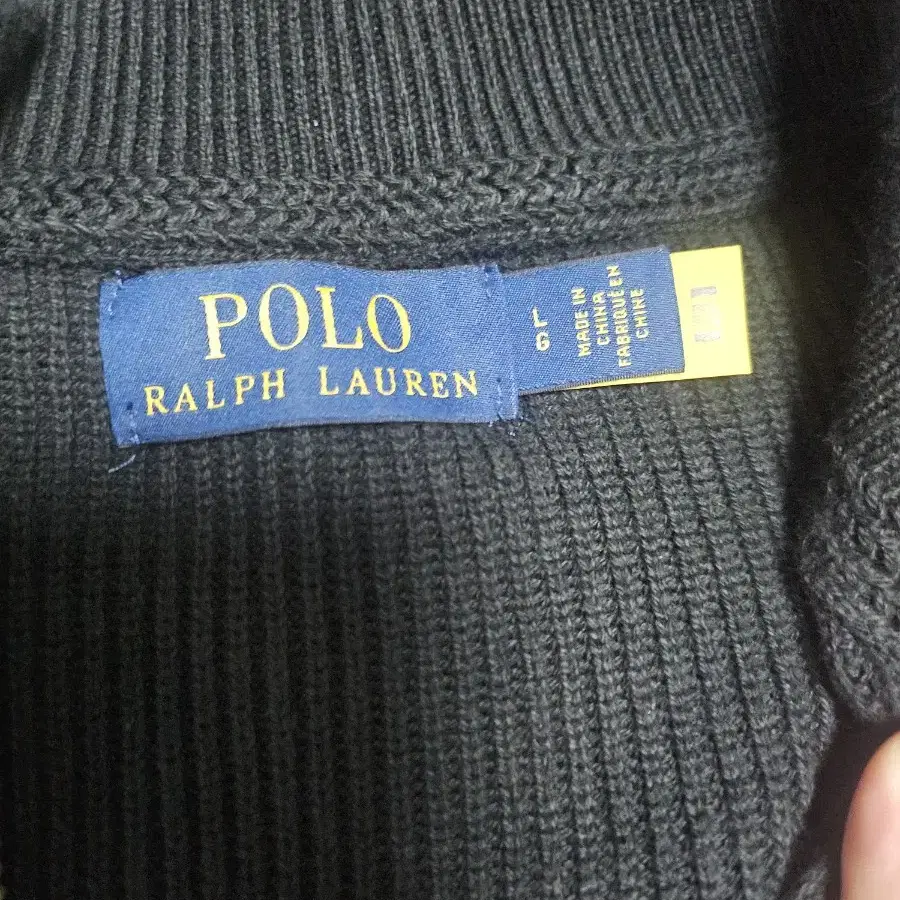 POLO
RALPH LAUREN
L
G
MADE IN
CHINA
FABRIQUÉ EN
CHINE